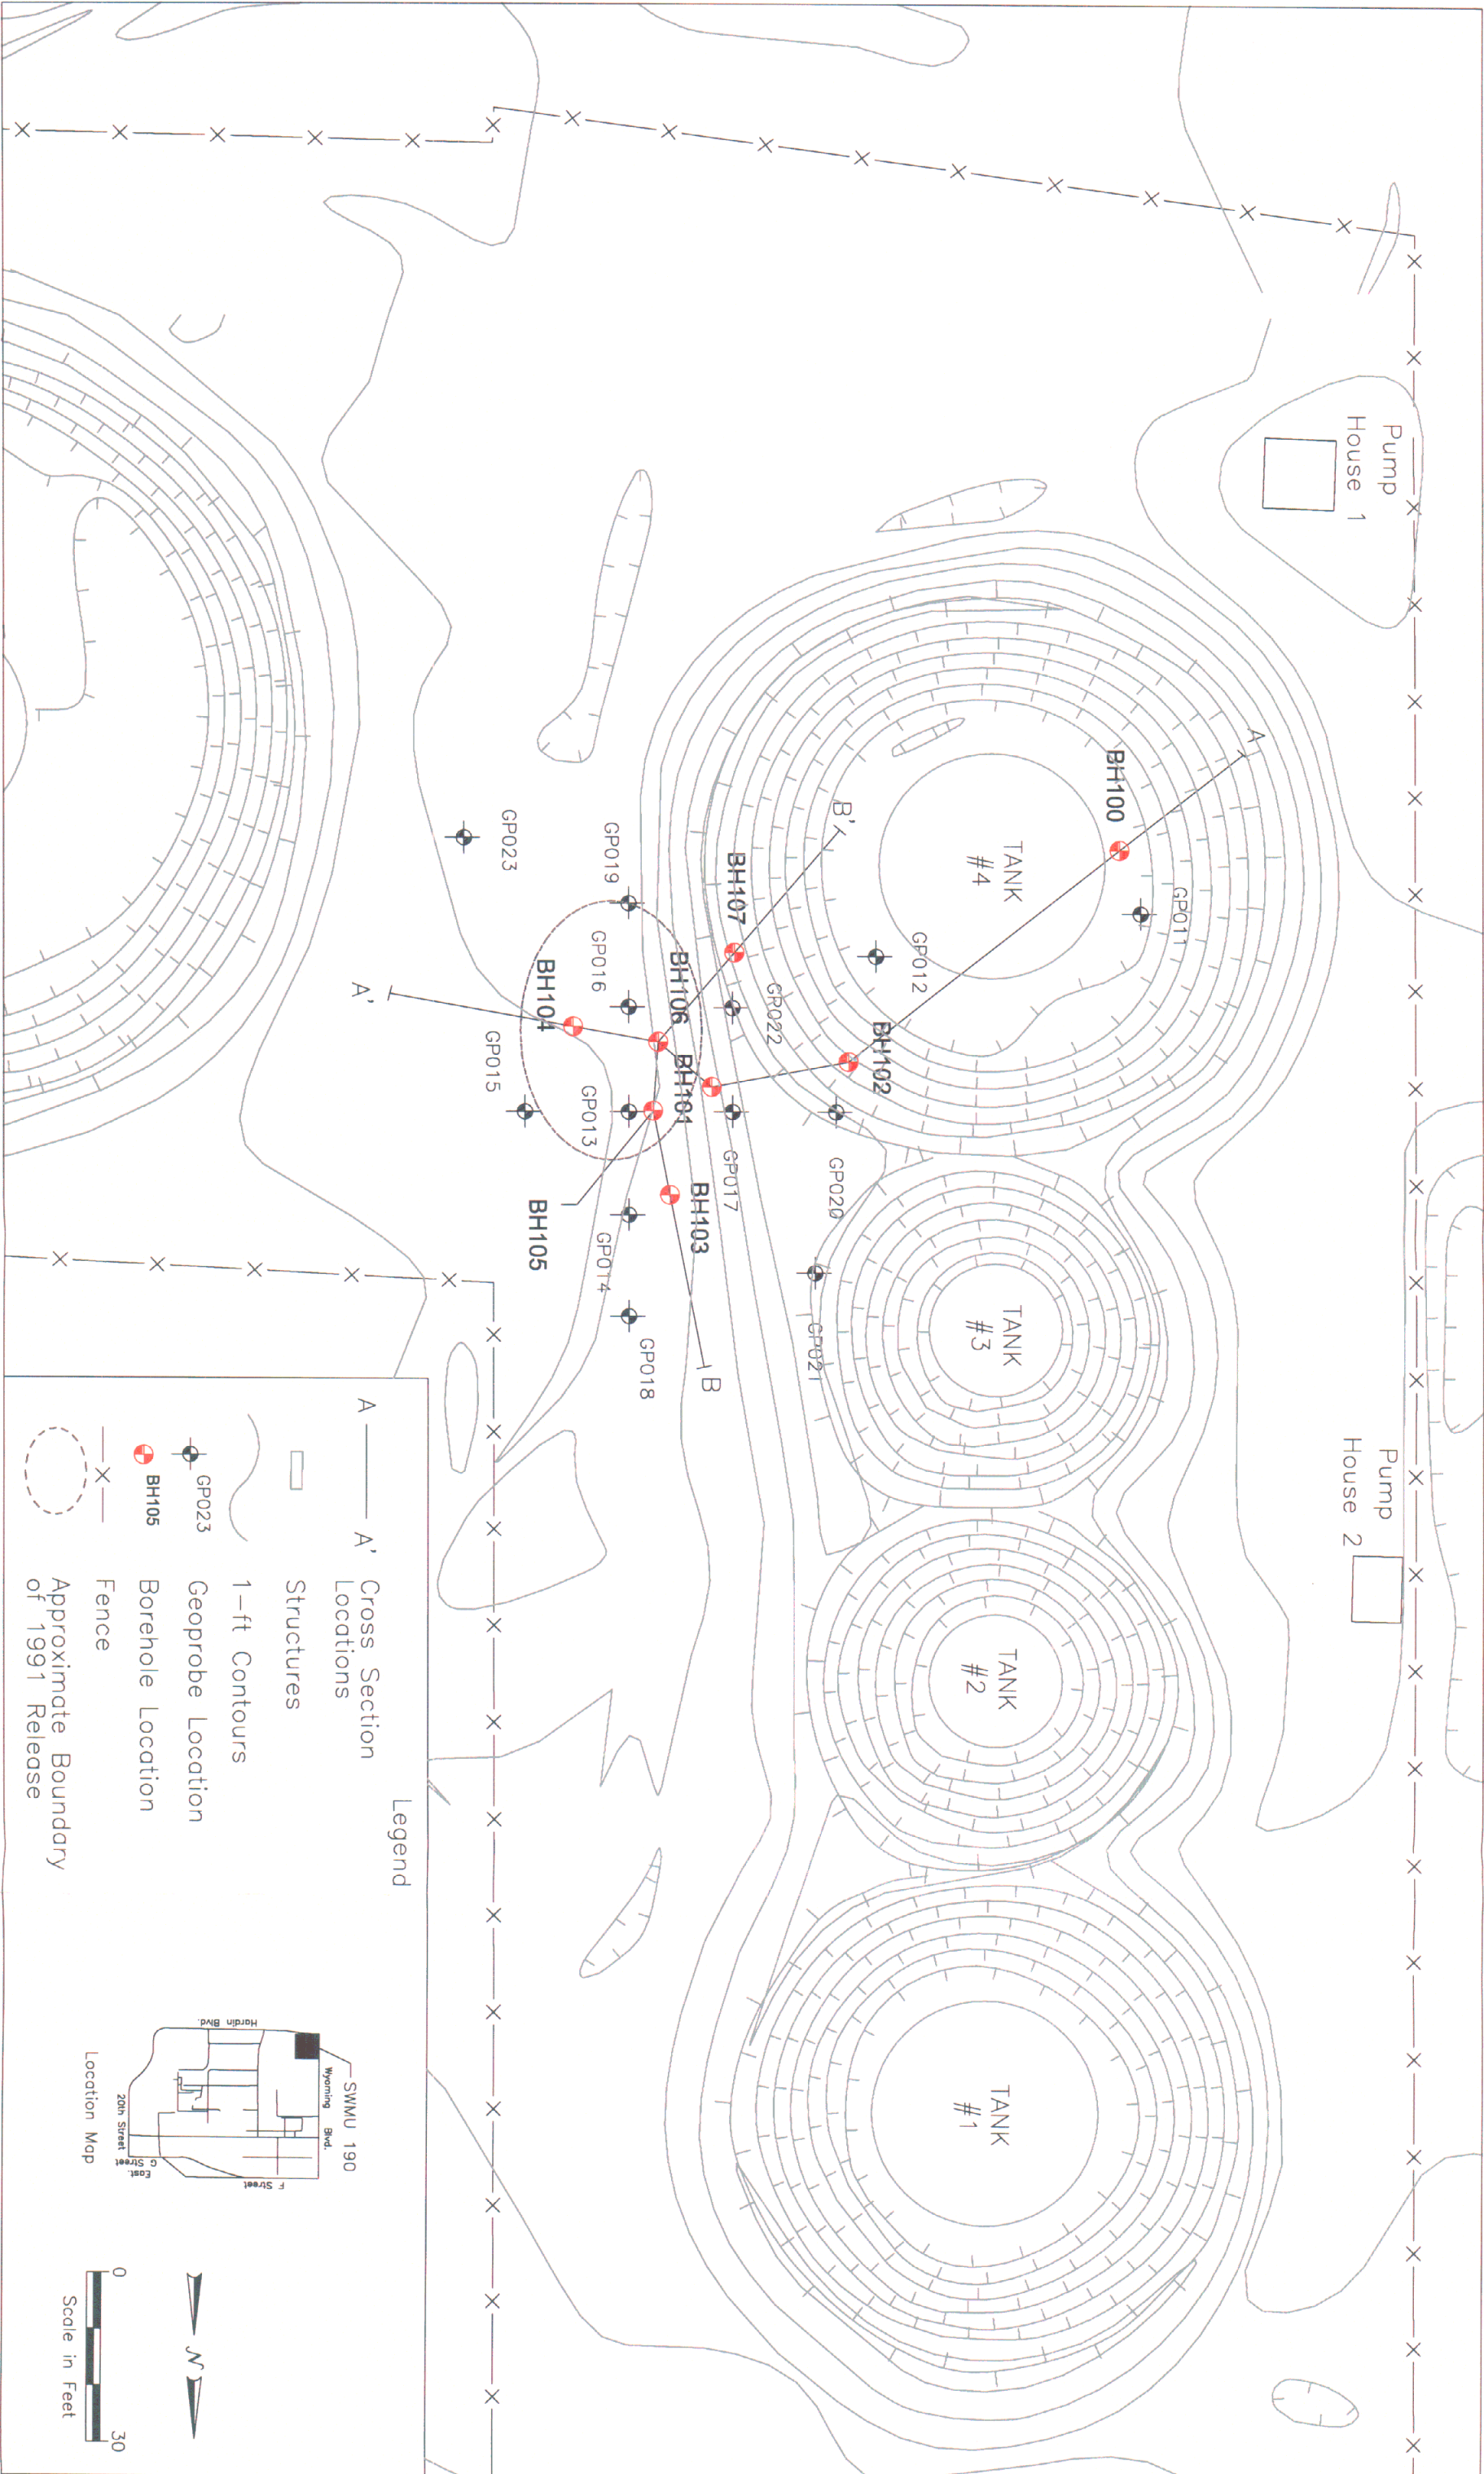 Pump
House 1
Pump
House 2
A
BH100
GP011
TANK
#4
GP012
B'
BH107
GP022
BH102
GP020
TANK
#3
TANK
#2
TANK
#1
GP021
GP017
BH101
BH106
BH103
B
GP023
GP019
GP016
BH104
A'
GP015
GP013
BH105
GP014
GP018
Legend
A A' Cross Section
Locations
Structures
1-ft Contours
GP023 Geoprobe Location
BH105 Borehole Location
X Fence
Approximate Boundary
of 1991 Release
SWMU 190
Wyoming Blvd.
Hardin Blvd.
20th Street
G Street
East.
F Street
Location Map
N
0 30
Scale in Feet